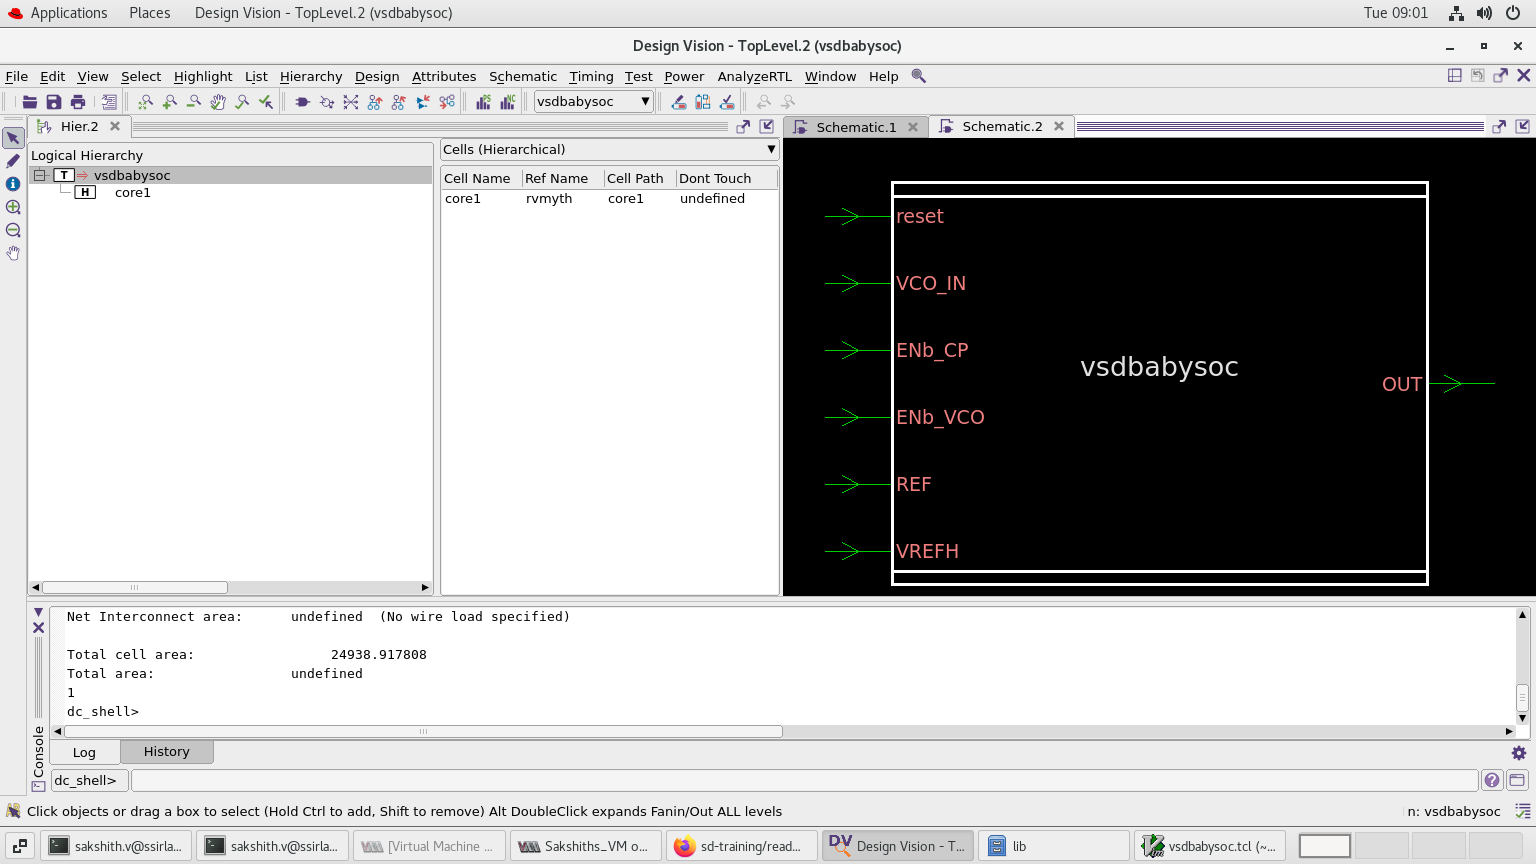 Applications Places Design Vision - TopLevel.2 (vsdbabysoc) Tue 09:01
Design Vision - TopLevel.2 (vsdbabysoc)
File Edit View Select Highlight List Hierarchy Design Attributes Schematic Timing Test Power AnalyzeRTL Window Help
vsdbabysoc
Hier.2
Schematic.1 Schematic.2
Logical Hierarchy
T vsdbabysoc
H core1
Cells (Hierarchical)
Cell Name Ref Name Cell Path Dont Touch
core1 rvmyth core1 undefined
reset
VCO_IN
ENb_CP
vsdbabysoc
OUT
ENb_VCO
REF
VREFH
Net Interconnect area: undefined (No wire load specified)
Total cell area: 24938.917808
Total area: undefined
1
dc_shell>
Console
Log History
dc_shell>
Click objects or drag a box to select (Hold Ctrl to add, Shift to remove) Alt DoubleClick expands Fanin/Out ALL levels n: vsdbabysoc
sakshith.v@ssirla... sakshith.v@ssirla... [Virtual Machine ... Sakshiths_VM o... sd-training/read... DV Design Vision - T... lib vsdbabysoc.tcl (~...